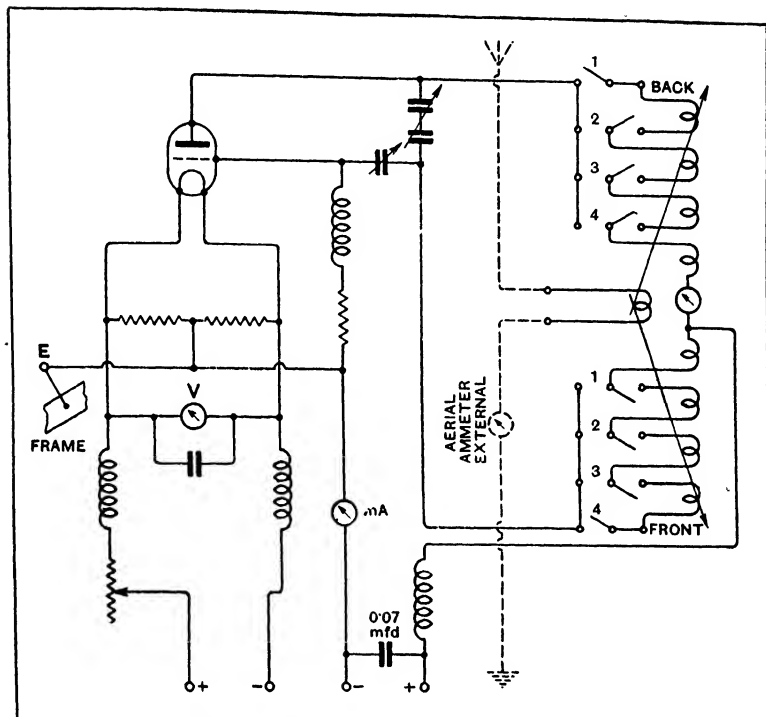 1
BACK
2
3
4
E
V
FRAME
AERIAL
AMMETER
EXTERNAL
1
2
3
4
FRONT
mA
0·07
mfd
+
-
-
+